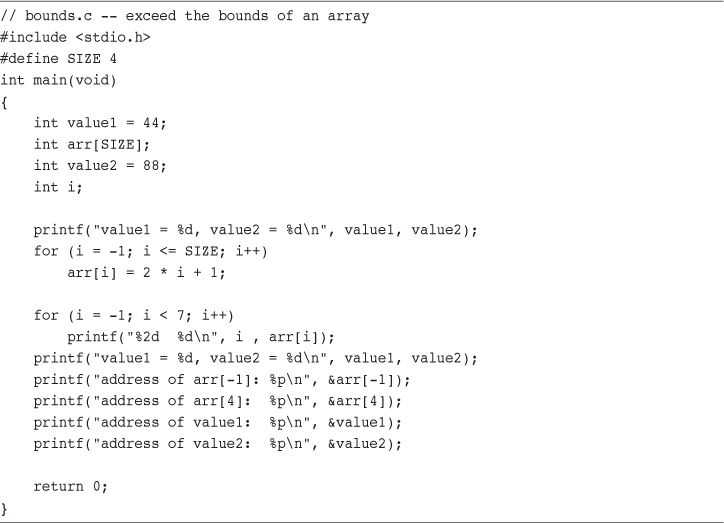 // bounds.c -- exceed the bounds of an array
#include <stdio.h>
#define SIZE 4
int main(void)
{
    int value1 = 44;
    int arr[SIZE];
    int value2 = 88;
    int i;

    printf("value1 = %d, value2 = %d\n", value1, value2);
    for (i = -1; i <= SIZE; i++)
        arr[i] = 2 * i + 1;

    for (i = -1; i < 7; i++)
        printf("%2d  %d\n", i , arr[i]);
    printf("value1 = %d, value2 = %d\n", value1, value2);
    printf("address of arr[-1]: %p\n", &arr[-1]);
    printf("address of arr[4]:  %p\n", &arr[4]);
    printf("address of value1:  %p\n", &value1);
    printf("address of value2:  %p\n", &value2);

    return 0;
}